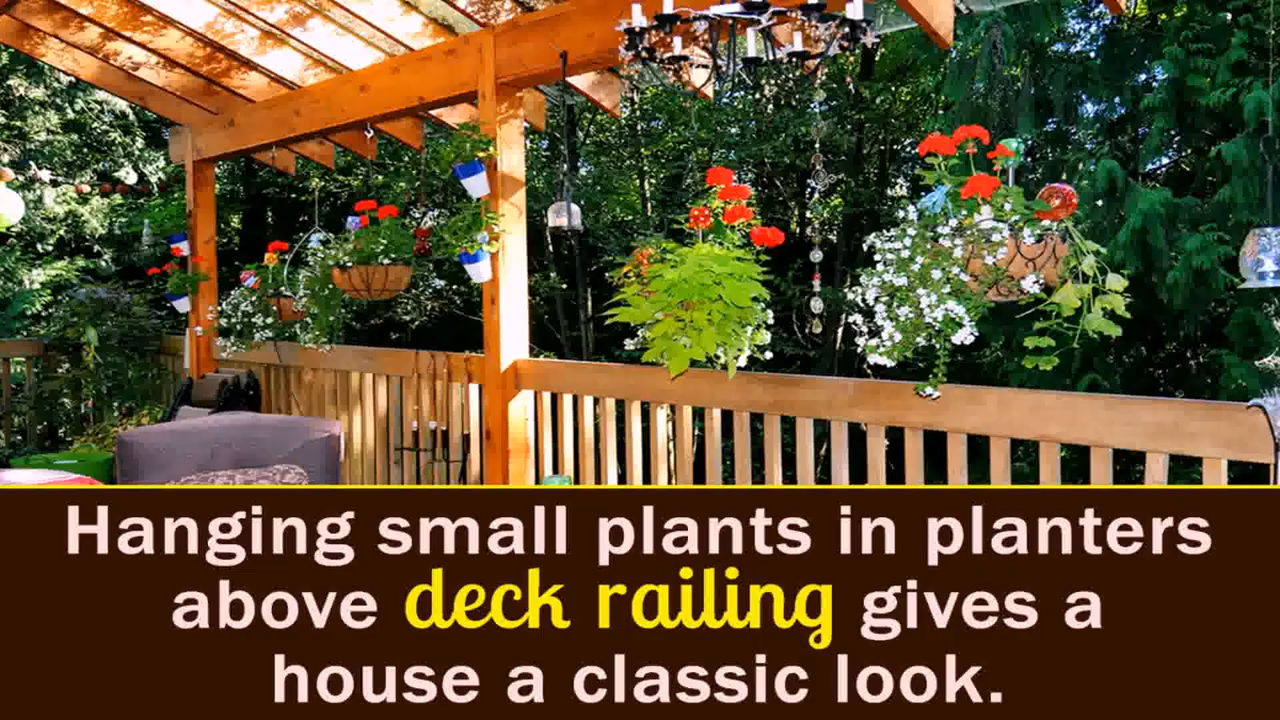 Hanging small plants in planters
above deck railing gives a
house a classic look.